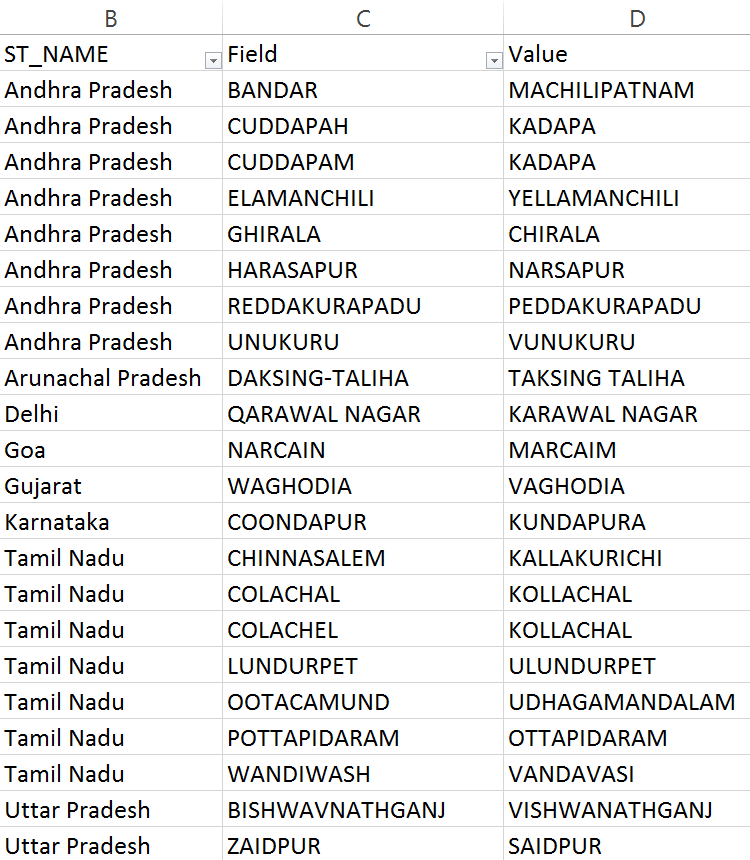 B C D
ST_NAME Field Value
Andhra Pradesh BANDAR MACHILIPATNAM
Andhra Pradesh CUDDAPAH KADAPA
Andhra Pradesh CUDDAPAM KADAPA
Andhra Pradesh ELAMANCHILI YELLAMANCHILI
Andhra Pradesh GHIRALA CHIRALA
Andhra Pradesh HARASAPUR NARSAPUR
Andhra Pradesh REDDAKURAPADU PEDDAKURAPADU
Andhra Pradesh UNUKURU VUNUKURU
Arunachal Pradesh DAKSING-TALIHA TAKSING TALIHA
Delhi QARAWAL NAGAR KARAWAL NAGAR
Goa NARCAIN MARCAIM
Gujarat WAGHODIA VAGHODIA
Karnataka COONDAPUR KUNDAPURA
Tamil Nadu CHINNASALEM KALLAKURICHI
Tamil Nadu COLACHAL KOLLACHAL
Tamil Nadu COLACHEL KOLLACHAL
Tamil Nadu LUNDURPET ULUNDURPET
Tamil Nadu OOTACAMUND UDHAGAMANDALAM
Tamil Nadu POTTAPIDARAM OTTAPIDARAM
Tamil Nadu WANDIWASH VANDAVASI
Uttar Pradesh BISHWAVNATHGANJ VISHWANATHGANJ
Uttar Pradesh ZAIDPUR SAIDPUR